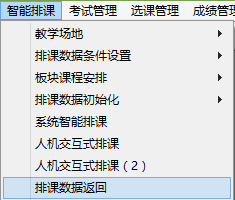 智能排课 考试管理 选课管理 成绩管
教学场地
排课数据条件设置
板块课程安排
排课数据初始化
系统智能排课
人机交互式排课
人机交互式排课（2）
排课数据返回